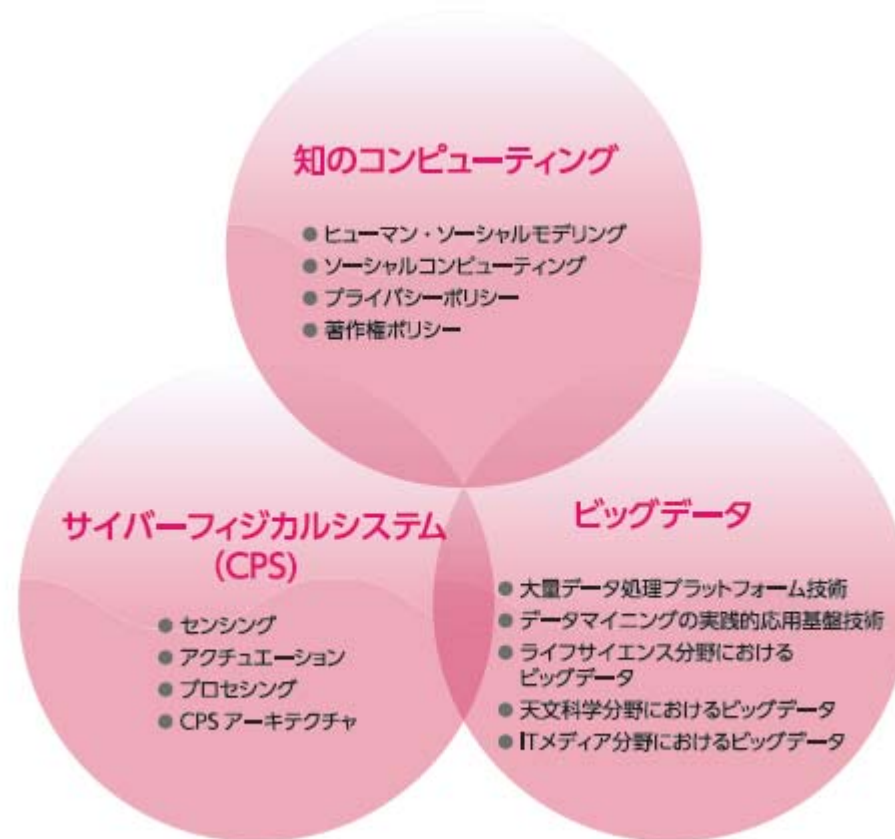 知のコンピューティング
● ヒューマン・ソーシャルモデリング
● ソーシャルコンピューティング
● プライバシーポリシー
● 著作権ポリシー
サイバーフィジカルシステム
(CPS)
● センシング
● アクチュエーション
● プロセシング
● CPS アーキテクチャ
ビッグデータ
● 大量データ処理プラットフォーム技術
● データマイニングの実践的応用基盤技術
● ライフサイエンス分野における
ビッグデータ
● 天文科学分野におけるビッグデータ
● ITメディア分野におけるビッグデータ